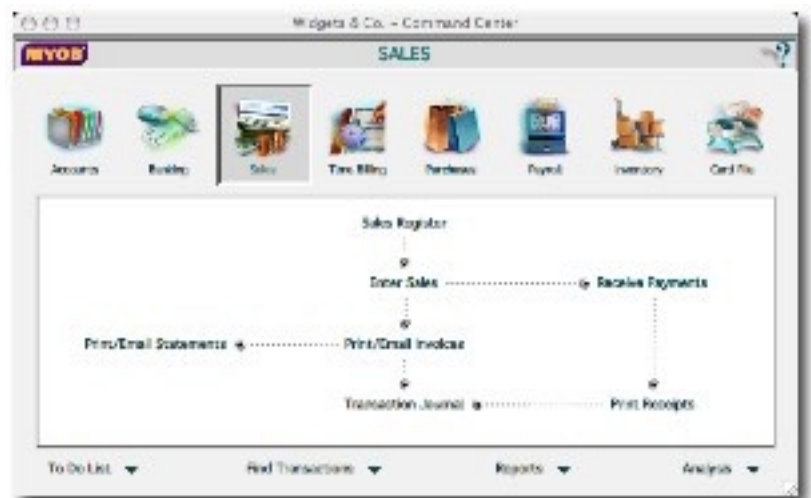 Widgets & Co. - Command Center
MYOB SALES ?
Accounts Banking Sales Time Billing Purchases Payroll Inventory Card File
Sales Register
Enter Sales Receive Payments
Print/Email Statements Print/Email Invoices
Transaction Journal Print Receipts
To Do List Find Transactions Reports Analysis